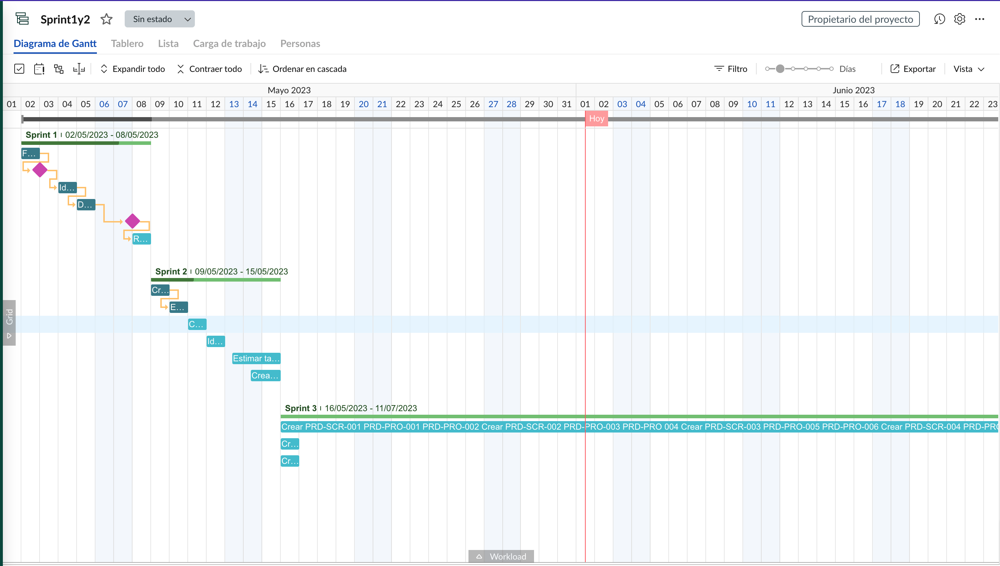 Sprint1y2 Sin estado Propietario del proyecto
Diagrama de Gantt Tablero Lista Carga de trabajo Personas
Expandir todo Contraer todo Ordenar en cascada Filtro Días Exportar Vista
Mayo 2023 Junio 2023
01 02 03 04 05 06 07 08 09 10 11 12 13 14 15 16 17 18 19 20 21 22 23 24 25 26 27 28 29 30 31 01 02 03 04 05 06 07 08 09 10 11 12 13 14 15 16 17 18 19 20 21 22 23
Hoy
Sprint 1 02/05/2023 - 08/05/2023
F...
Id...
D...
R...
Sprint 2 09/05/2023 - 15/05/2023
Cr...
E...
Grid
C...
Id...
Estimar ta...
Crea...
Sprint 3 16/05/2023 - 11/07/2023
Crear PRD-SCR-001 PRD-PRO-001 PRD-PRO-002 Crear PRD-SCR-002 PRD-PRO-003 PRD-PRO 004 Crear PRD-SCR-003 PRD-PRO-005 PRD-PRO-006 Crear PRD-SCR-004 PRD-PRO
Cr...
Cr...
Workload